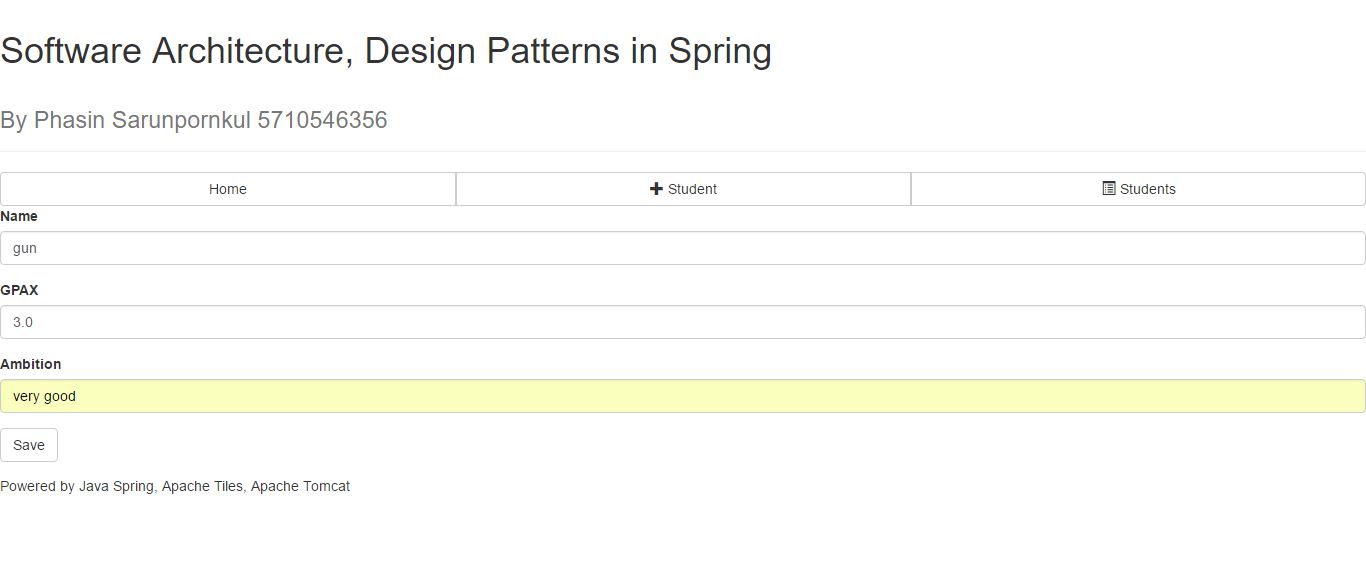 Software Architecture, Design Patterns in Spring
By Phasin Sarunpornkul 5710546356
Home Student Students
Name
gun
GPAX
3.0
Ambition
very good
Save
Powered by Java Spring, Apache Tiles, Apache Tomcat